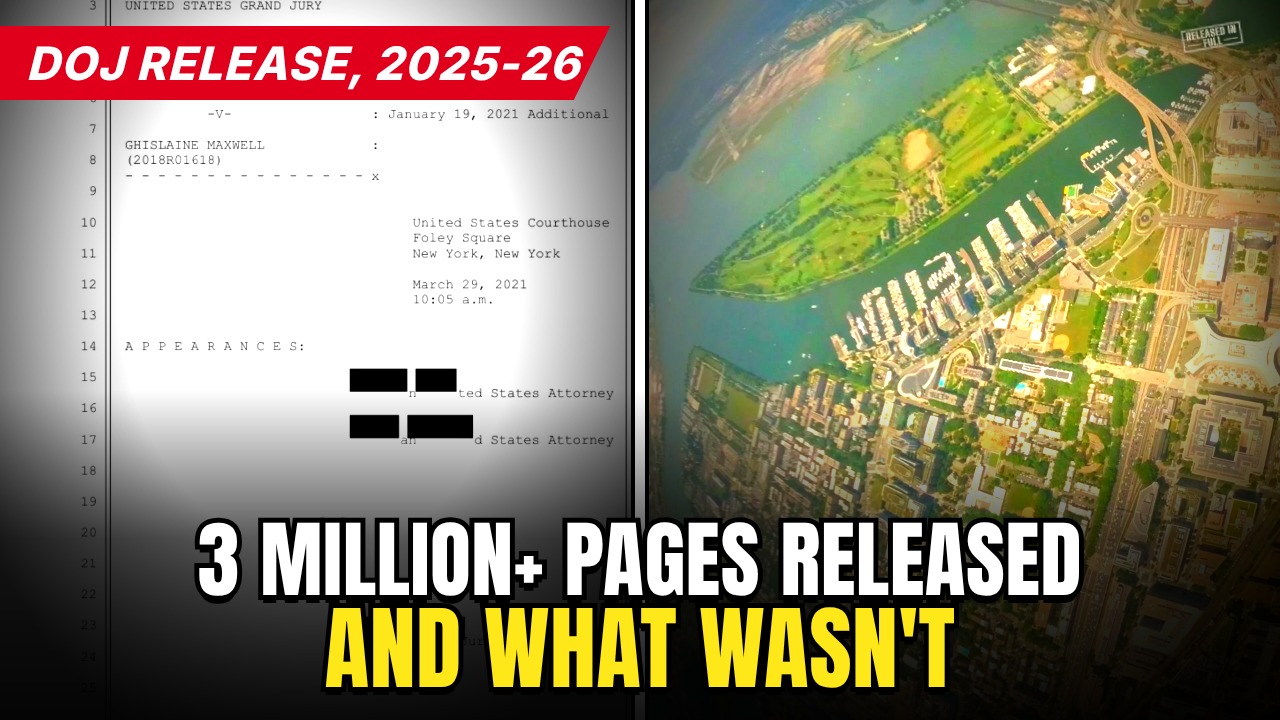 3 UNITED STATES GRAND JURY
DOJ RELEASE, 2025-26
-V- : January 19, 2021 Additional
7
GHISLAINE MAXWELL :
8 (2018R01618)
- - - - - - - - - - - - - - - x
9
10 United States Courthouse
Foley Square
11 New York, New York
12 March 29, 2021
10:05 a.m.
13
14 A P P E A R A N C E S:
15
ted States Attorney
16
17 d States Attorney
18
19
20
21
22
23
24
RELEASED IN
FULL
3 MILLION+ PAGES RELEASED
AND WHAT WASN'T